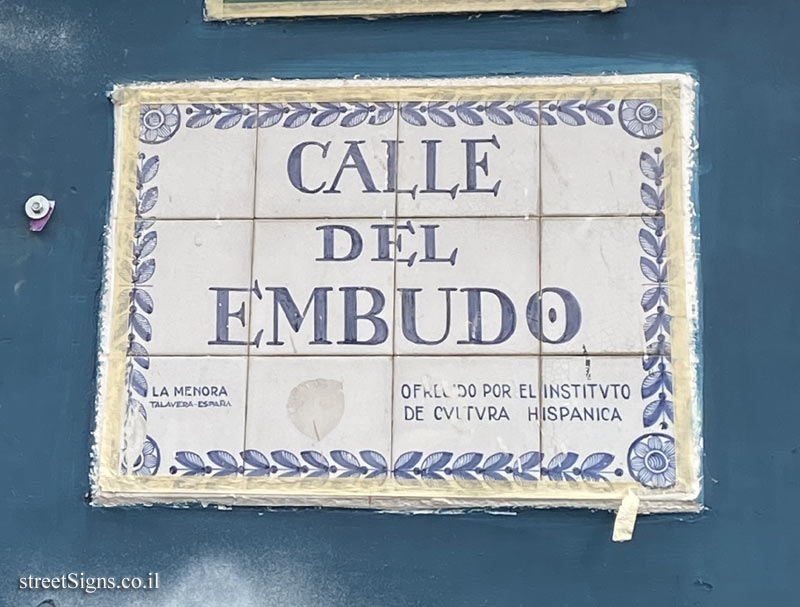 CALLE
DEL
EMBUDO
LA MENORA
TALAVERA-ESPAÑA
OFRECIDO POR EL INSTITVTO
DE CVLTVRA HISPANICA
streetSigns.co.il